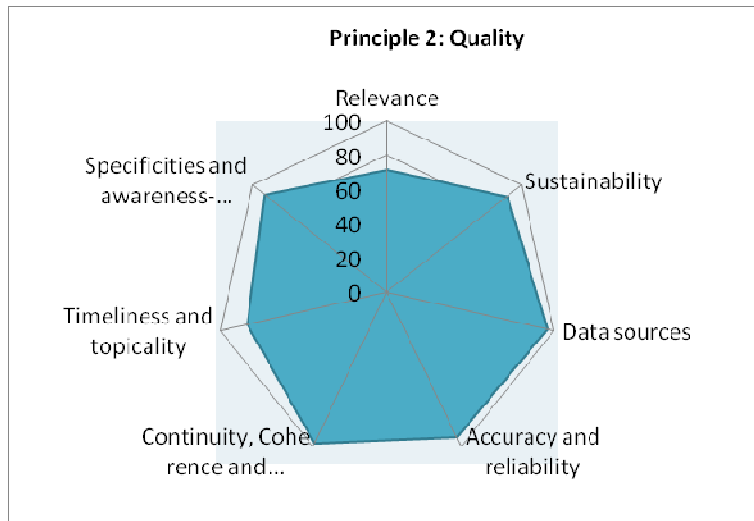 Principle 2: Quality
Relevance
100
80
60
40
20
0
Sustainability
Data sources
Accuracy and
reliability
Continuity, Cohe
rence and...
Timeliness and
topicality
Specificities and
awareness-...